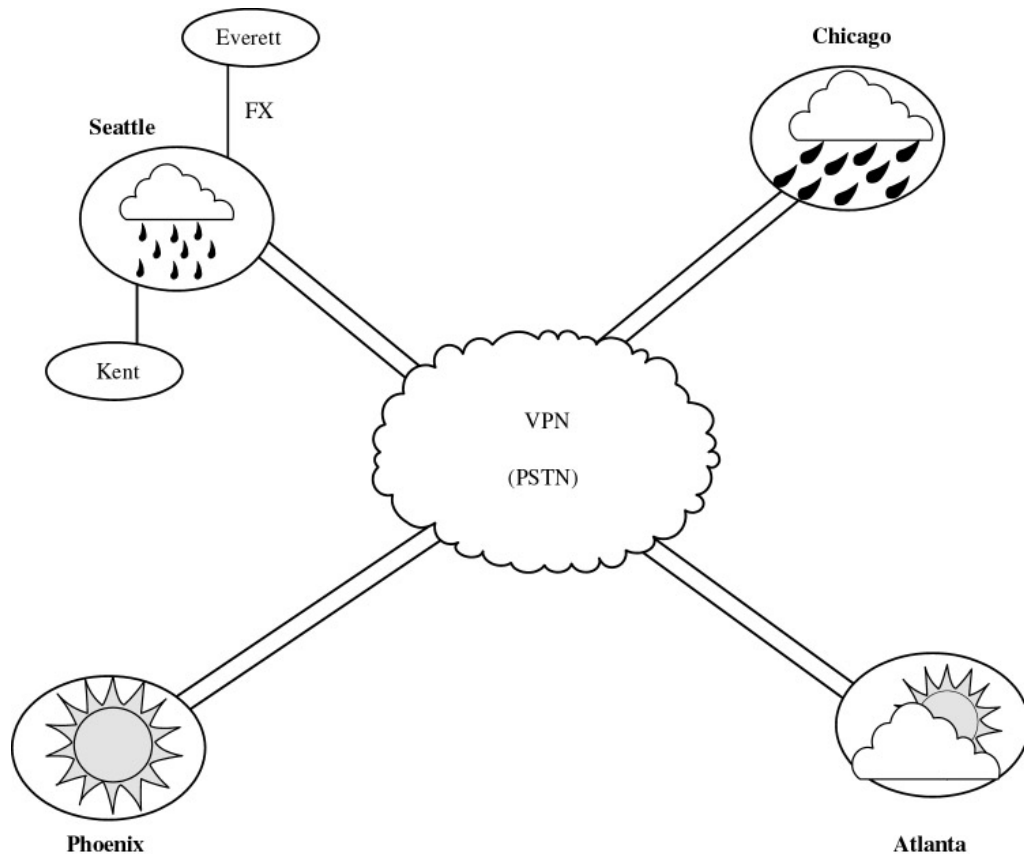 Everett
Chicago
FX
Seattle
Kent
VPN
(PSTN)
Phoenix
Atlanta